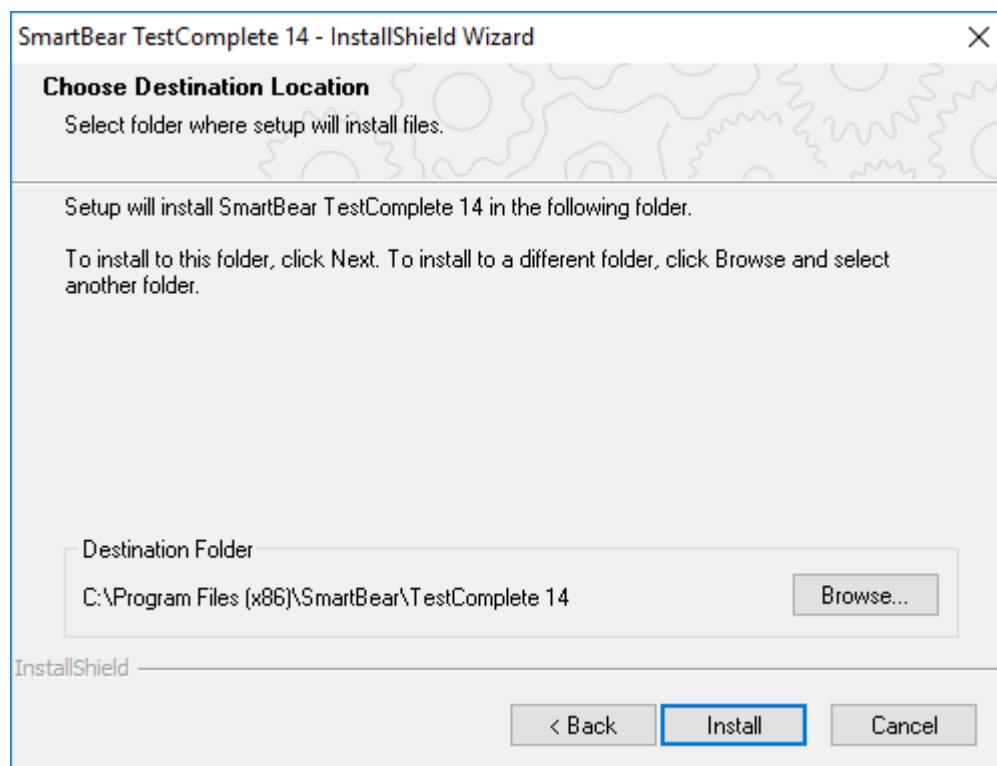 SmartBear TestComplete 14 - InstallShield Wizard
Choose Destination Location
Select folder where setup will install files.
Setup will install SmartBear TestComplete 14 in the following folder.
To install to this folder, click Next. To install to a different folder, click Browse and select
another folder.
Destination Folder
C:\Program Files (x86)\SmartBear\TestComplete 14
Browse...
InstallShield
< Back
Install
Cancel